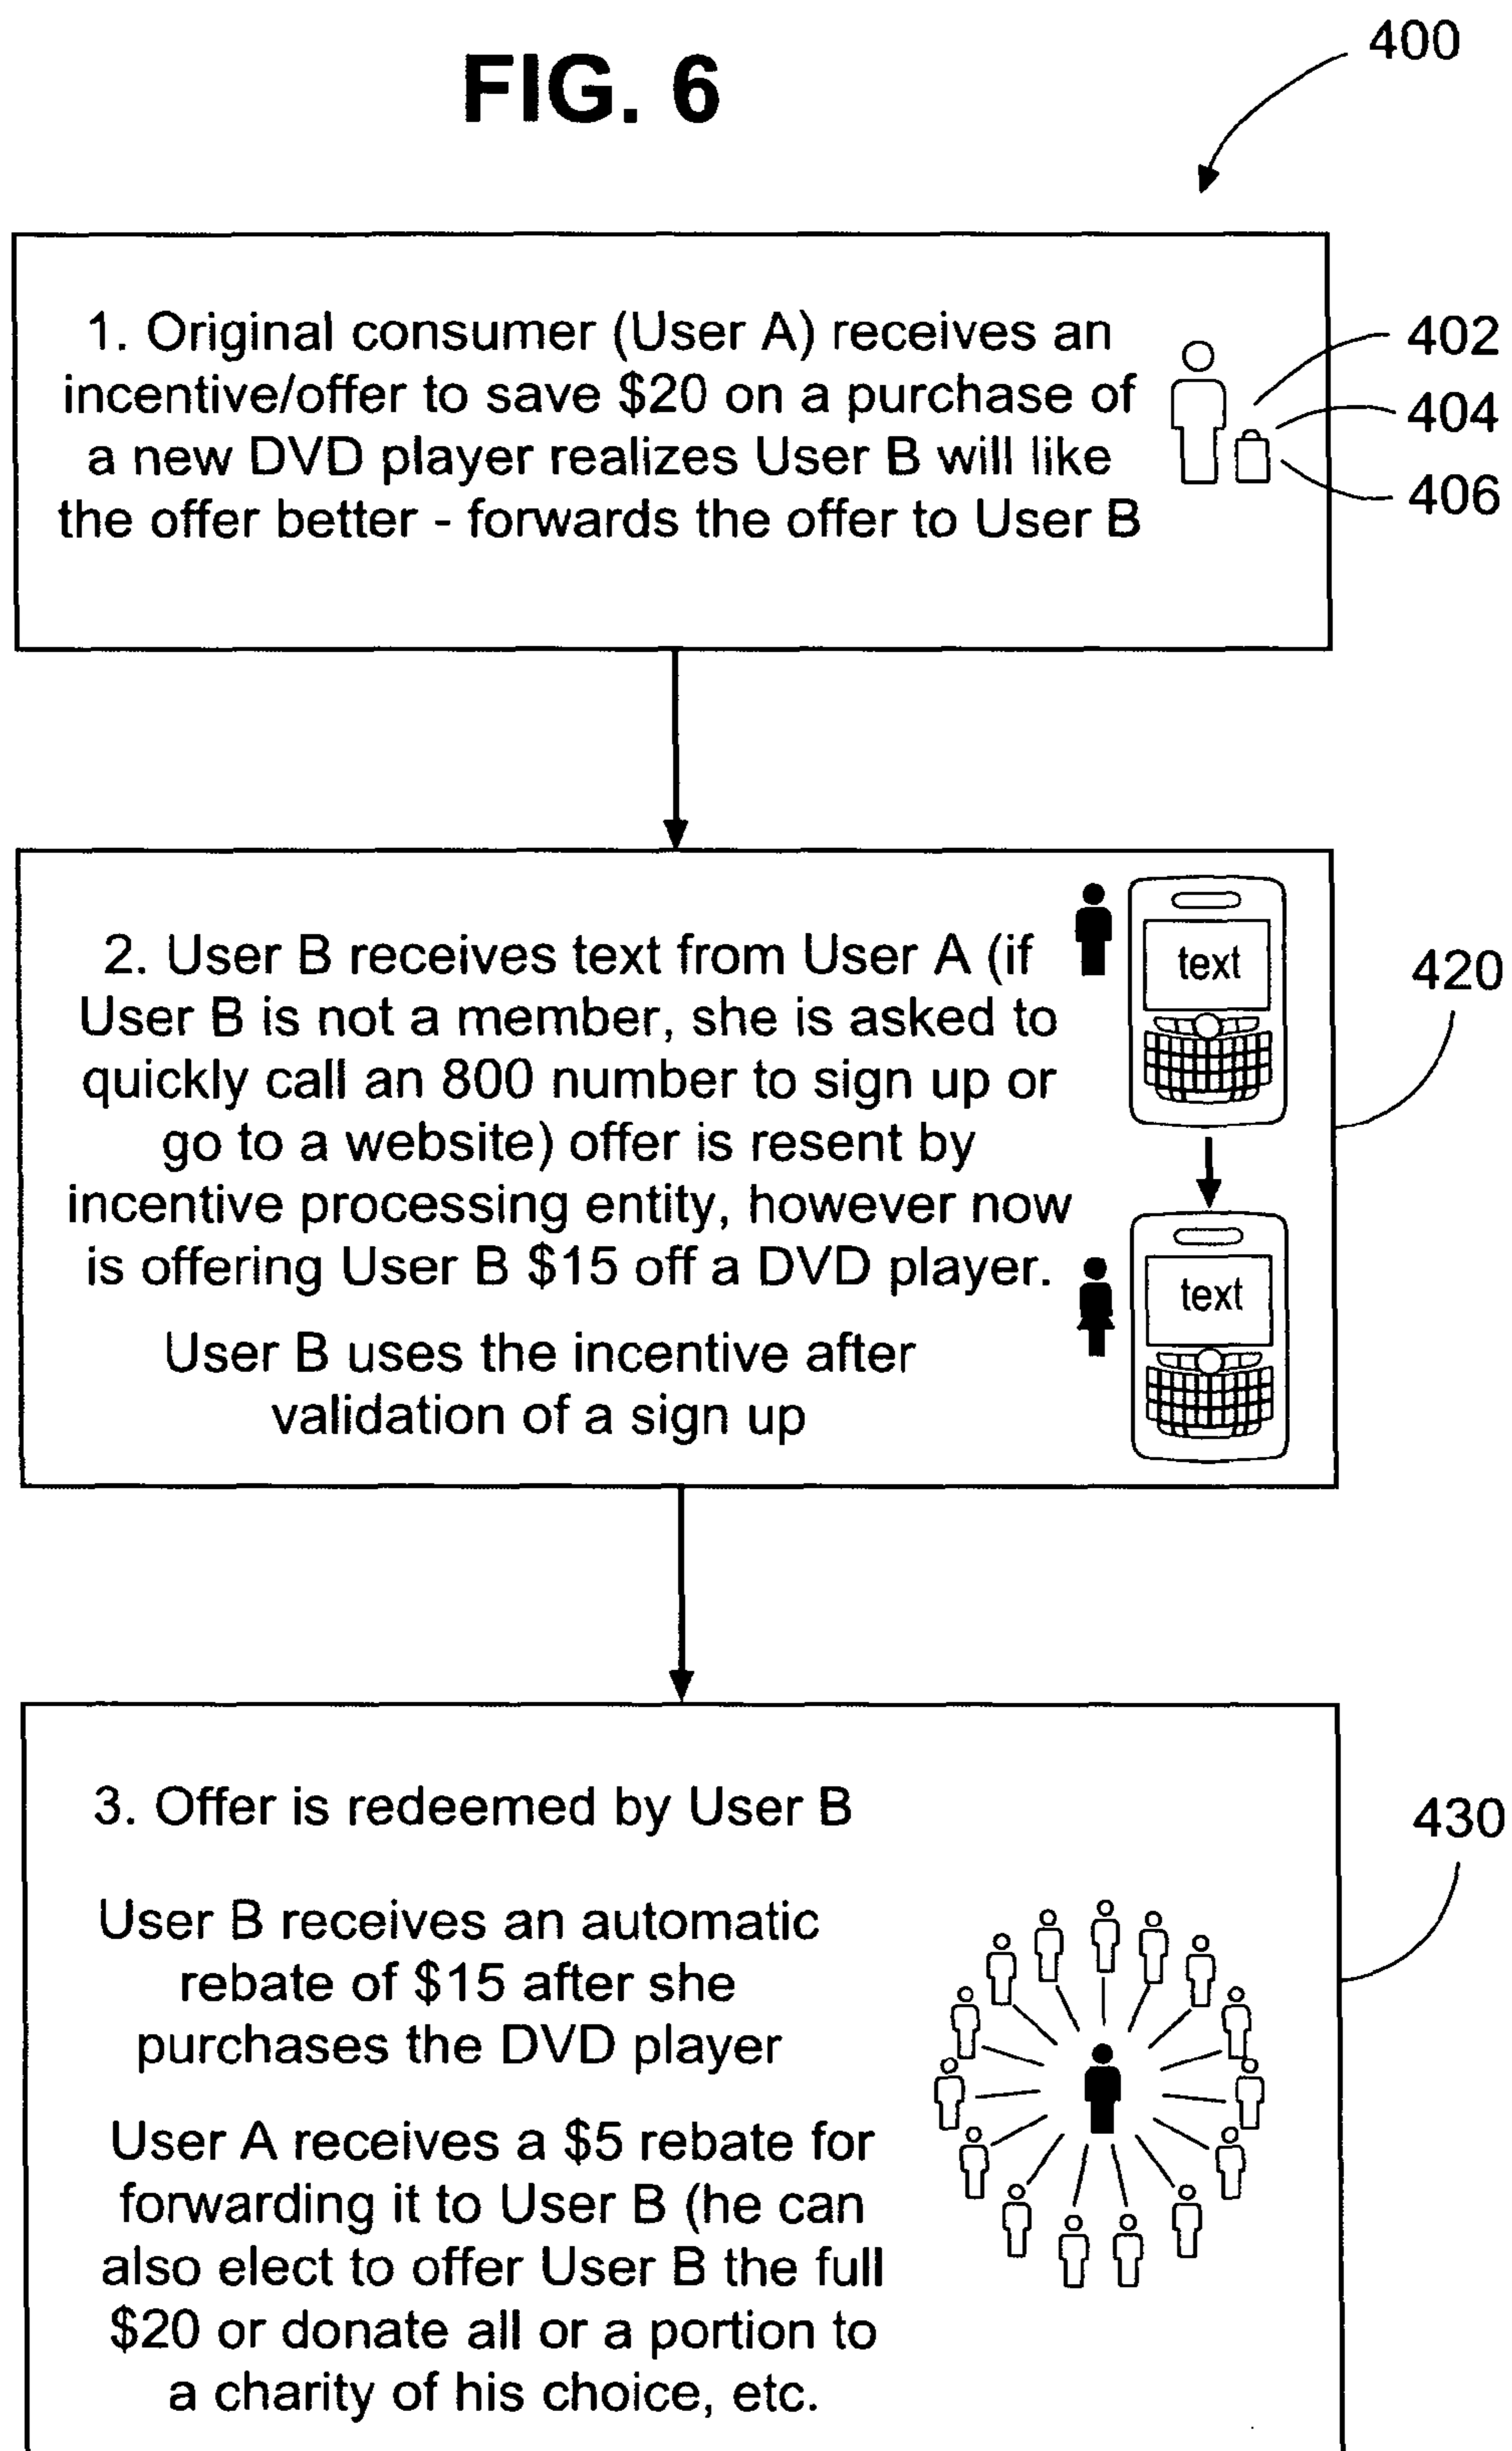 FIG. 6
400
1. Original consumer (User A) receives an
incentive/offer to save $20 on a purchase of
a new DVD player realizes User B will like
the offer better - forwards the offer to User B
402
404
406
2. User B receives text from User A (if
User B is not a member, she is asked to
quickly call an 800 number to sign up or
go to a website) offer is resent by
incentive processing entity, however now
is offering User B $15 off a DVD player.
User B uses the incentive after
validation of a sign up
text
text
420
3. Offer is redeemed by User B
User B receives an automatic
rebate of $15 after she
purchases the DVD player
User A receives a $5 rebate for
forwarding it to User B (he can
also elect to offer User B the full
$20 or donate all or a portion to
a charity of his choice, etc.
430